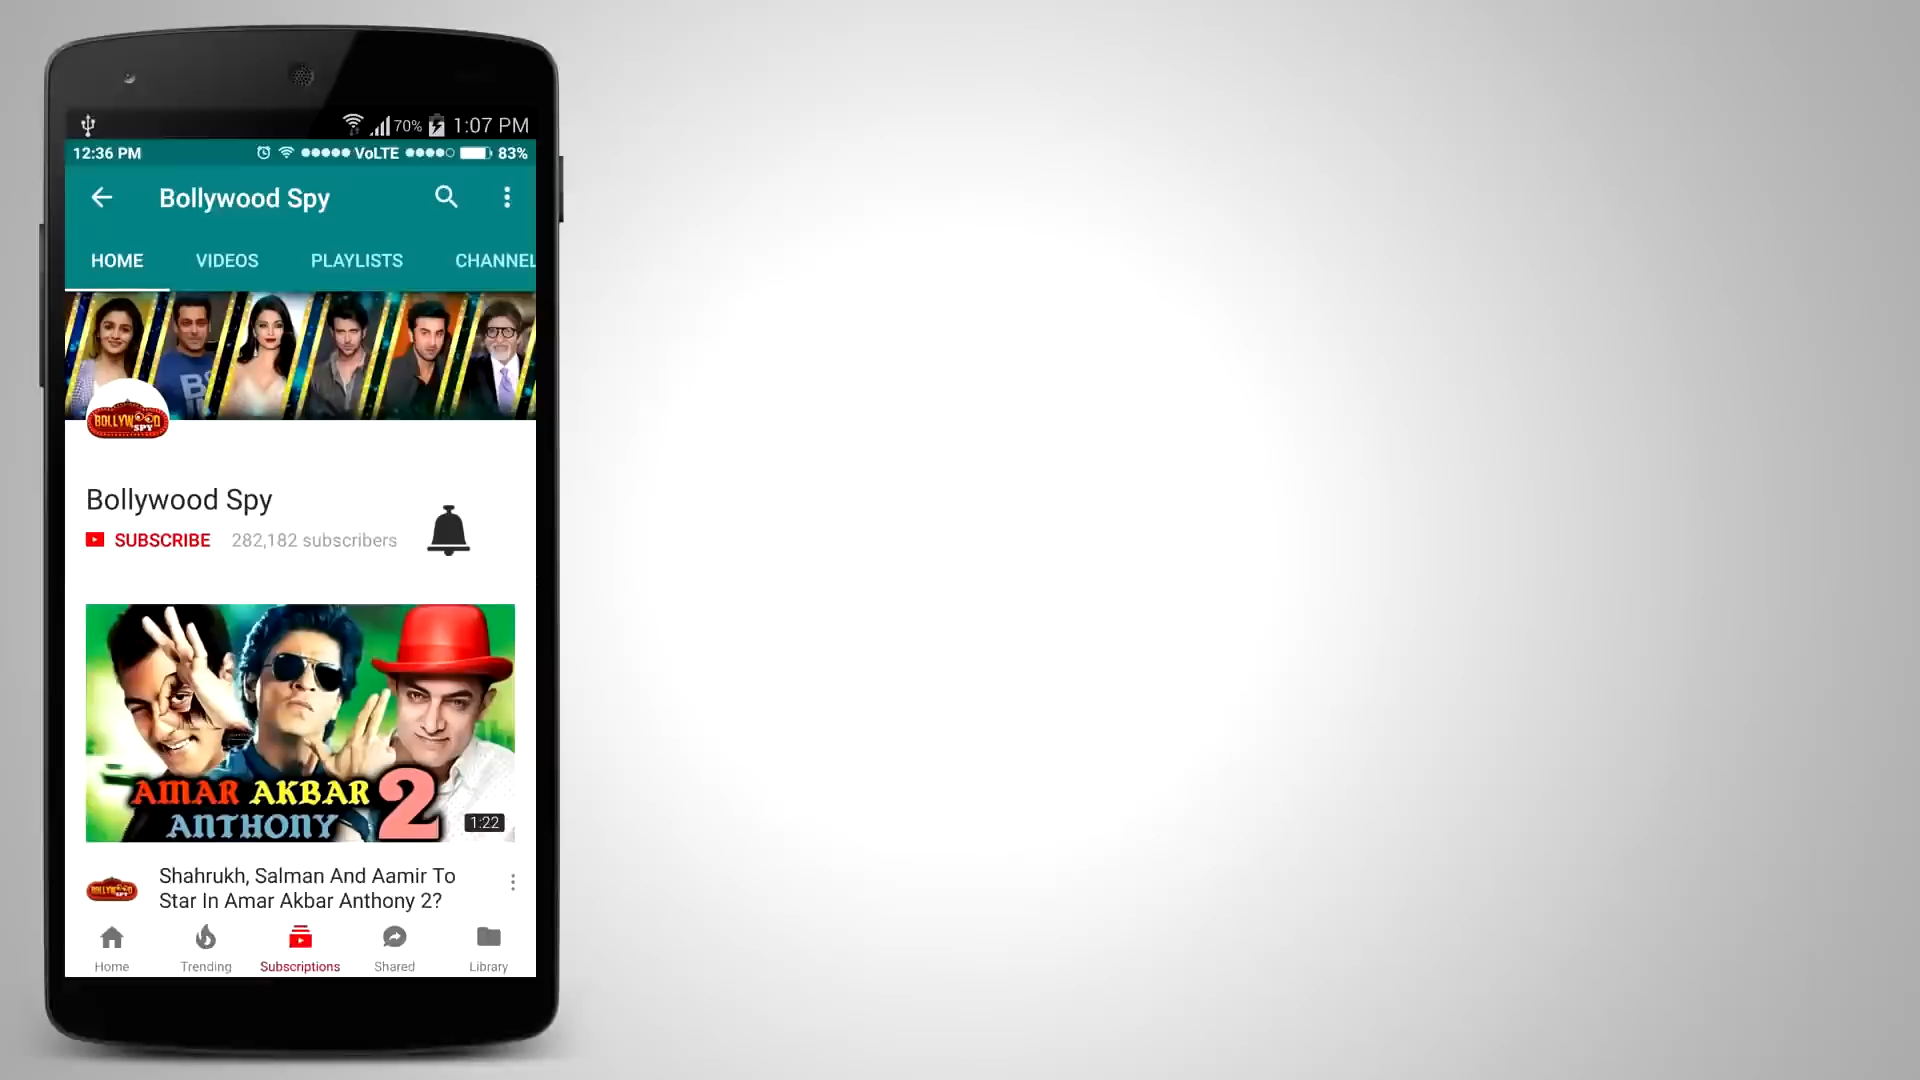 70% 1:07 PM
12:36 PM VoLTE 83%
Bollywood Spy
HOME VIDEOS PLAYLISTS CHANNEL
BOLLYWOOD
SPY
Bollywood Spy
SUBSCRIBE 282,182 subscribers
AMAR AKBAR 2
ANTHONY
1:22
Shahrukh, Salman And Aamir To
Star In Amar Akbar Anthony 2?
BOLLYWOOD
SPY
Home Trending Subscriptions Shared Library